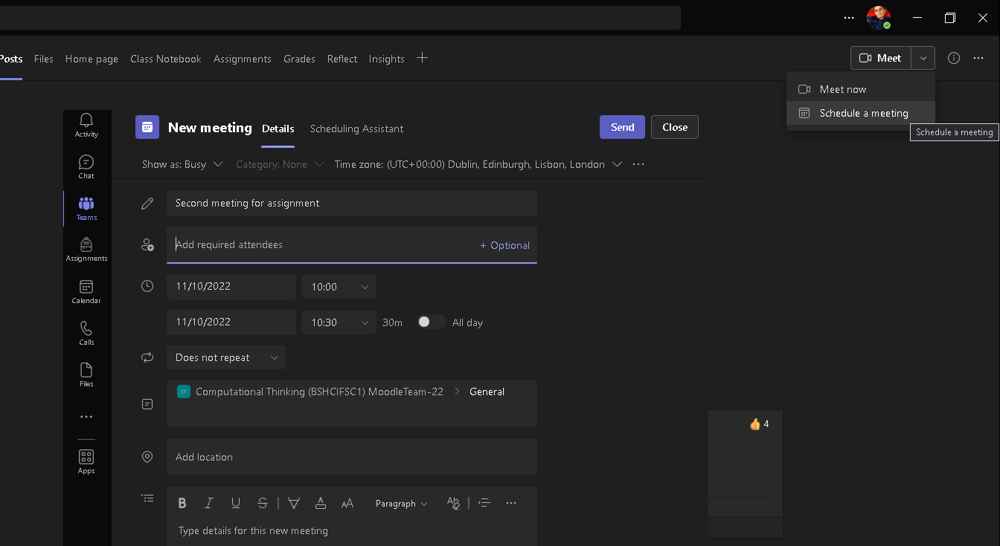 Posts Files Home page Class Notebook Assignments Grades Reflect Insights
Meet
Meet now
Schedule a meeting
Schedule a meeting
Activity
Chat
Teams
Assignments
Calendar
Calls
Files
Apps
New meeting Details Scheduling Assistant Send Close
Show as: Busy Category: None Time zone: (UTC+00:00) Dublin, Edinburgh, Lisbon, London
Second meeting for assignment
Add required attendees + Optional
11/10/2022 10:00
11/10/2022 10:30 30m All day
Does not repeat
CT Computational Thinking (BSHCIFSC1) MoodleTeam-22 > General
Add location
B I U S A AA Paragraph Ab
Type details for this new meeting
👍 4